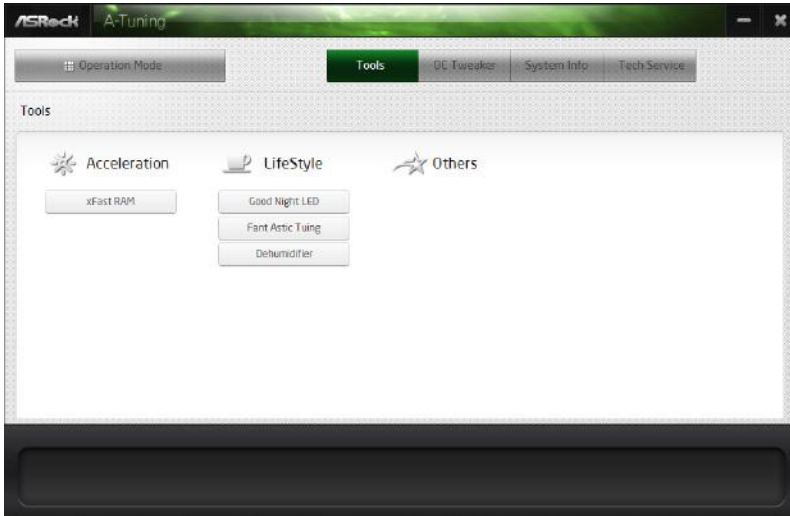 ASRock A-Tuning
Operation Mode
Tools OC Tweaker System Info Tech Service
Tools
Acceleration LifeStyle Others
xFast RAM Good Night LED
Fant Astic Tuing
Dehumidifier